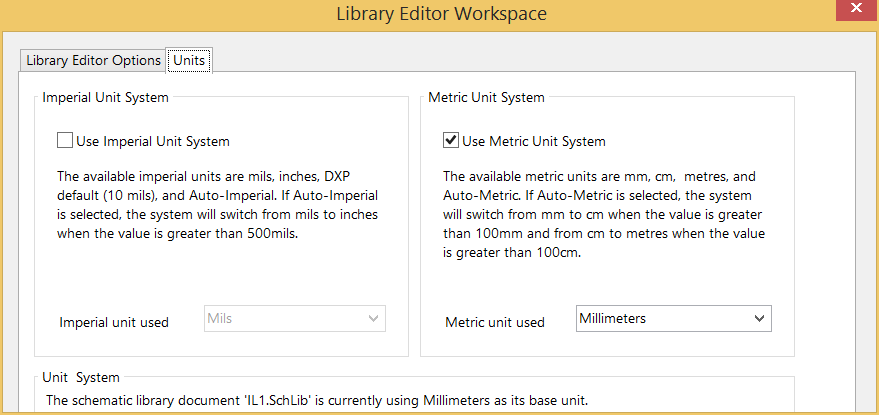 Library Editor Workspace
Library Editor Options
Units
Imperial Unit System
Use Imperial Unit System
The available imperial units are mils, inches, DXP
default (10 mils), and Auto-Imperial. If Auto-Imperial
is selected, the system will switch from mils to inches
when the value is greater than 500mils.
Imperial unit used
Mils
Metric Unit System
Use Metric Unit System
The available metric units are mm, cm,  metres, and
Auto-Metric. If Auto-Metric is selected, the system
will switch from mm to cm when the value is greater
than 100mm and from cm to metres when the value
is greater than 100cm.
Metric unit used
Millimeters
Unit  System
The schematic library document 'IL1.SchLib' is currently using Millimeters as its base unit.